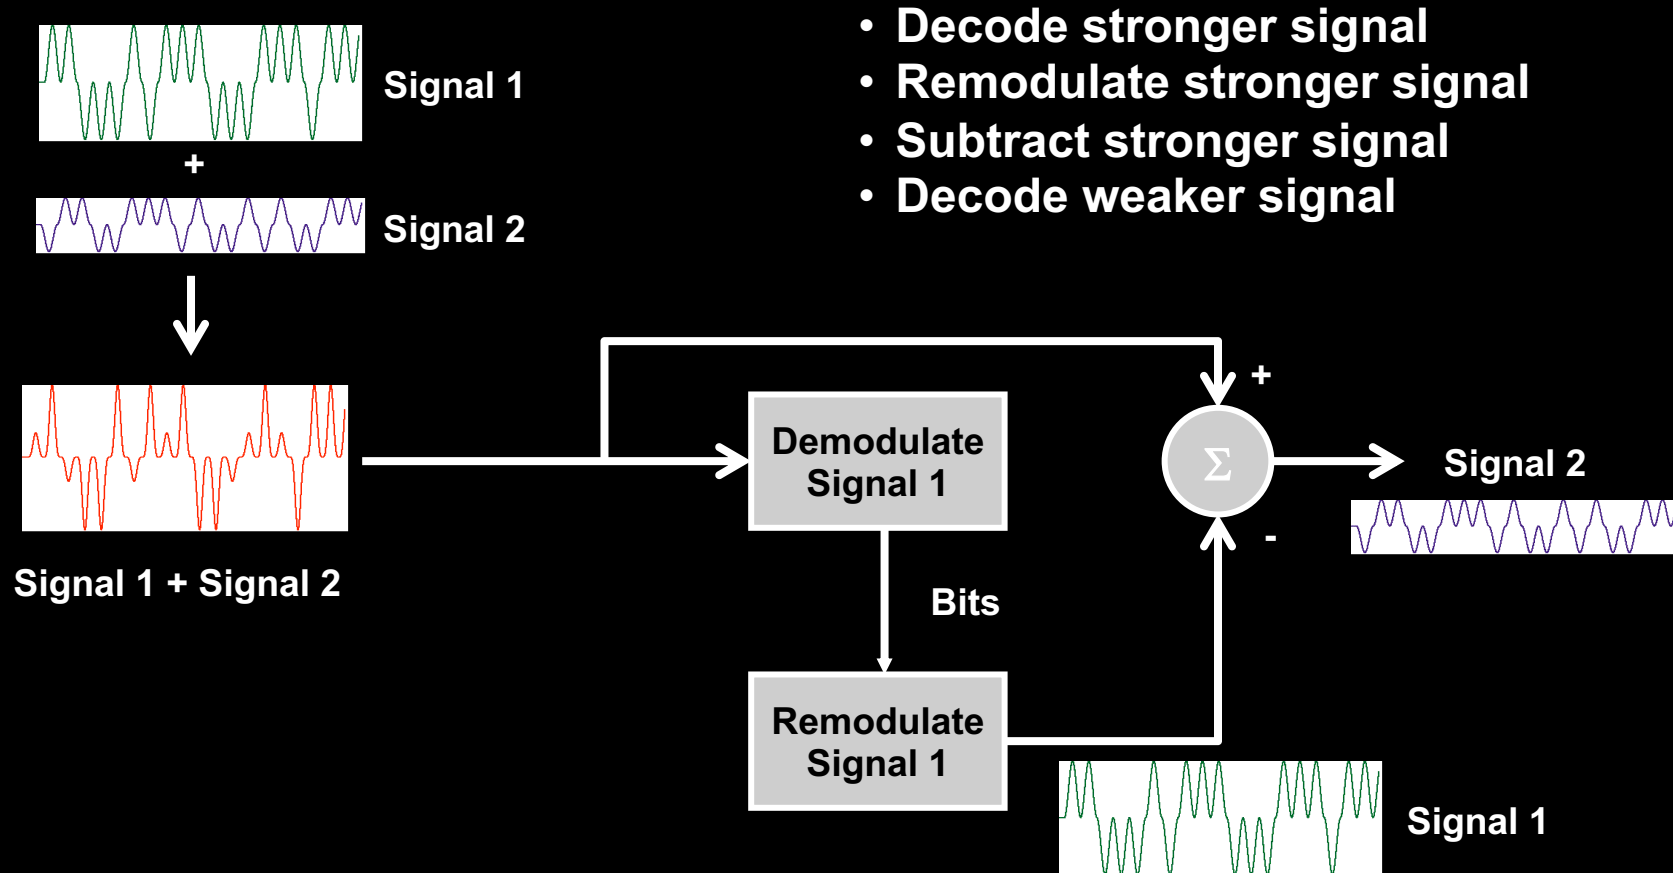 • Decode stronger signal
• Remodulate stronger signal
• Subtract stronger signal
• Decode weaker signal
Signal 1
+
Signal 2
Signal 1 + Signal 2
Demodulate
Signal 1
Bits
Remodulate
Signal 1
+
Σ
-
Signal 2
Signal 1